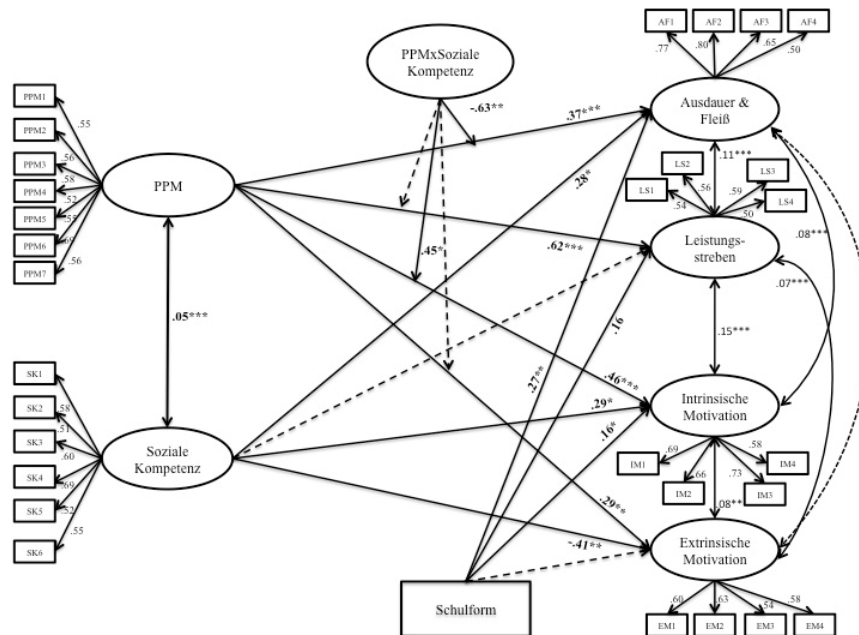 AF1
AF2
AF3
AF4
.77
.80
.65
.50
PPMxSoziale
Kompetenz
-.63**
.37***
Ausdauer &
Fleiß
PPM1
PPM2
PPM3
PPM4
PPM5
PPM6
PPM7
.55
.56
.58
.52
.55
.69
.56
PPM
.28*
.11***
LS1
LS2
LS3
LS4
.54
.56
.59
.50
Leistungs-
streben
.08***
.07***
.62***
.45*
.05***
.16
.15***
.27**
.46***
.16*
.29*
Intrinsische
Motivation
SK1
SK2
SK3
SK4
SK5
SK6
.58
.51
.60
.69
.52
.55
Soziale
Kompetenz
IM1
IM2
IM3
IM4
.69
.66
.73
.58
.08**
.29**
-.41**
Extrinsische
Motivation
Schulform
.60
.63
.54
.58
EM1
EM2
EM3
EM4